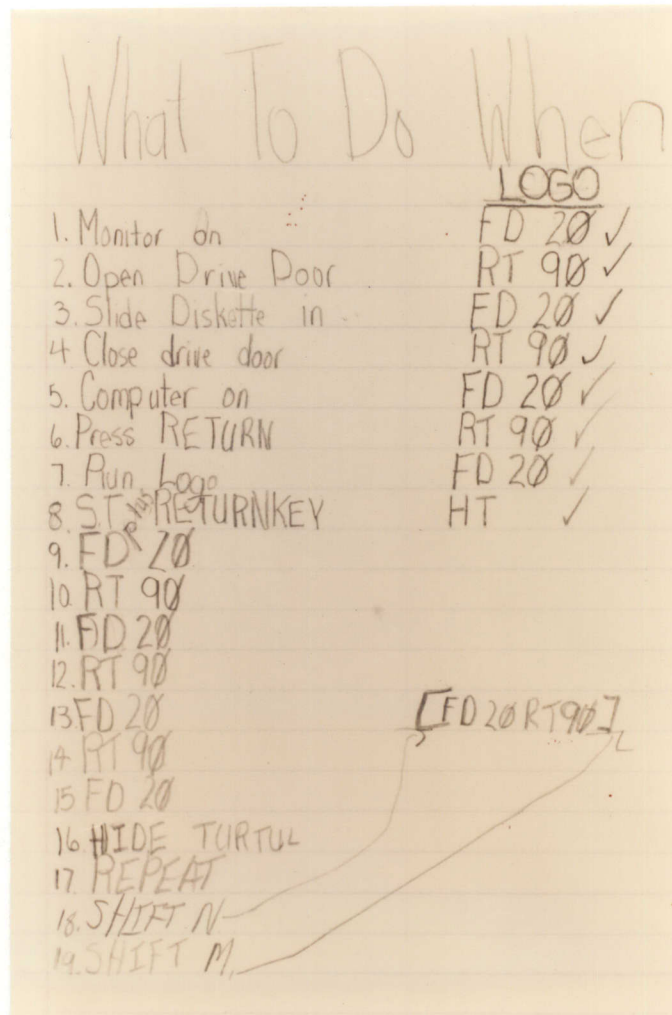 What To Do When
LOGO
1. Monitor on
2. Open Drive Door
3. Slide Diskette in
4 Close drive door
5. Computer on
6. Press RETURN
7. Run Logo
8. ST plus RETURNKEY
9. FD 20
10. RT 90
11. FD 20
12. RT 90
13 FD 20
14 RT 90
15 FD 20
16. HIDE TURTUL
17. REPEAT
18. SHIFT N
19. SHIFT M
FD 20 ✓
RT 90 ✓
FD 20 ✓
RT 90 ✓
FD 20 ✓
RT 90 ✓
FD 20 ✓
HT ✓
[FD 20 RT 90]